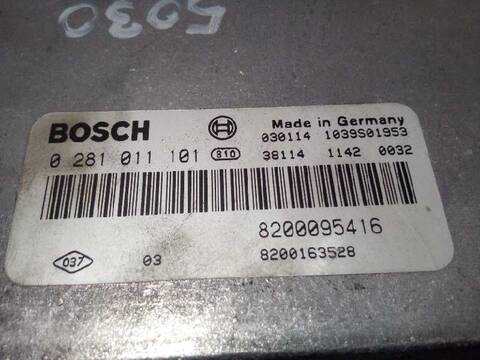 5030
BOSCH
Made in Germany
030114 1039S01953
0 281 011 101 810 38114 1142 0032
8200095416
037 03 8200163528